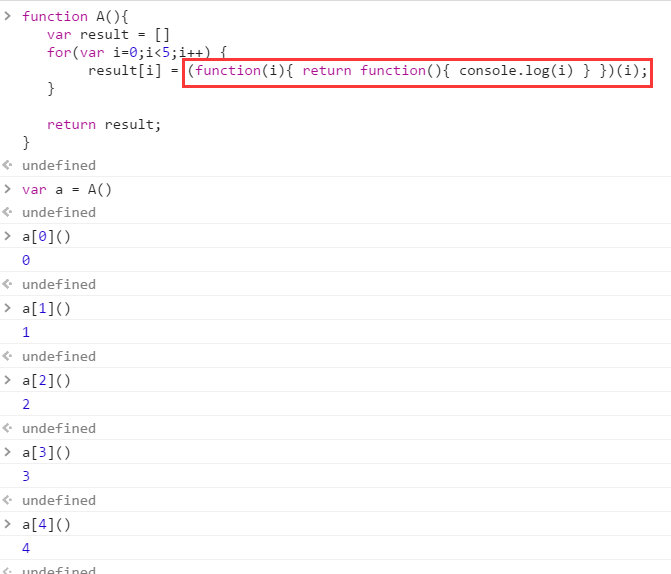 function A(){
var result = []
for(var i=0;i<5;i++) {
result[i] = (function(i){ return function(){ console.log(i) } })(i);
}
return result;
}
undefined
var a = A()
undefined
a[0]()
0
undefined
a[1]()
1
undefined
a[2]()
2
undefined
a[3]()
3
undefined
a[4]()
4
undefined